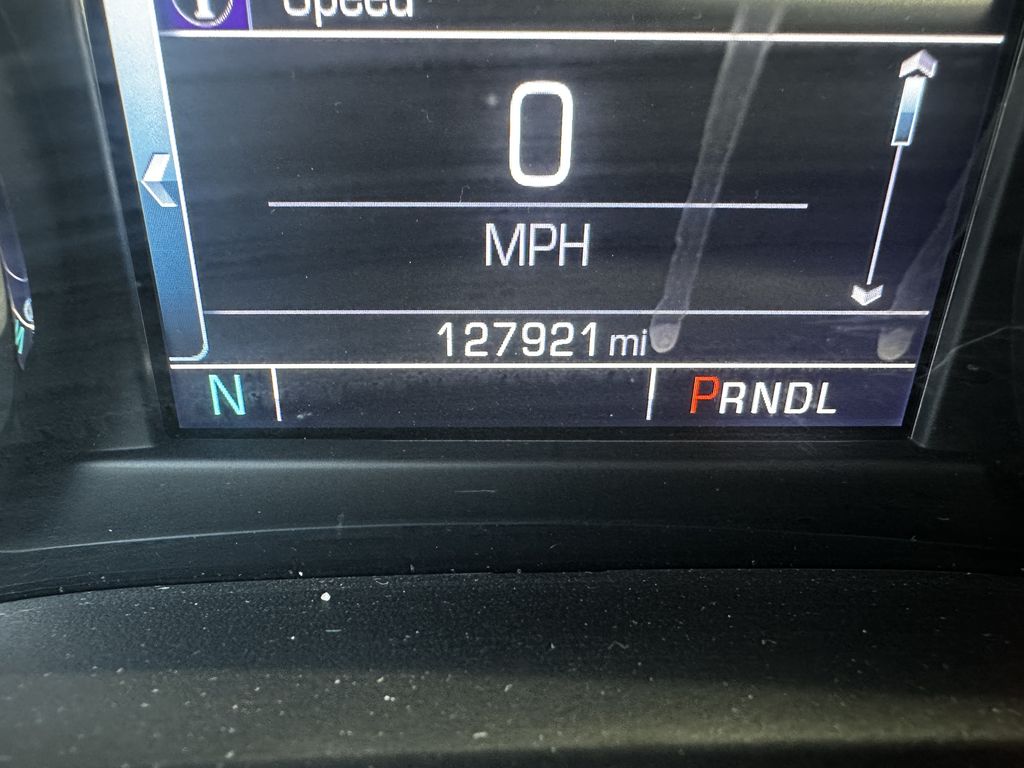 i Speed
0
MPH
127921 mi
N PRNDL